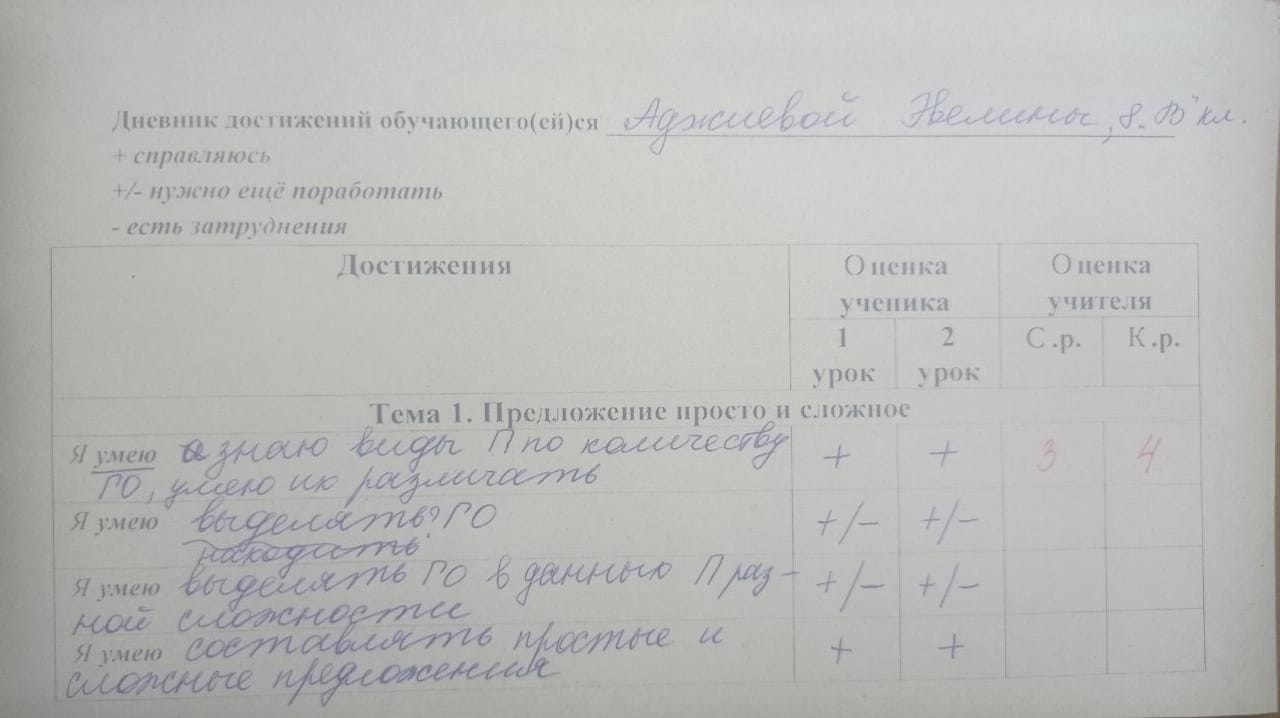 Дневник достижений обучающего(ей)ся Аджиевой Эвелины, 8 "В" кл.
+ справляюсь
+/- нужно ещё поработать
- есть затруднения
Достижения Оценка ученика Оценка учителя
1 урок 2 урок С.р. К.р.
Тема 1. Предложение просто и сложное
Я умею знаю виды П по количеству + + 3 4
ГО, умею их различать
Я умею выделять ГО +/- +/-
находить
Я умею выделять ГО в данных П раз- +/- +/-
ной сложности
Я умею составлять простые и + +
сложные предложения